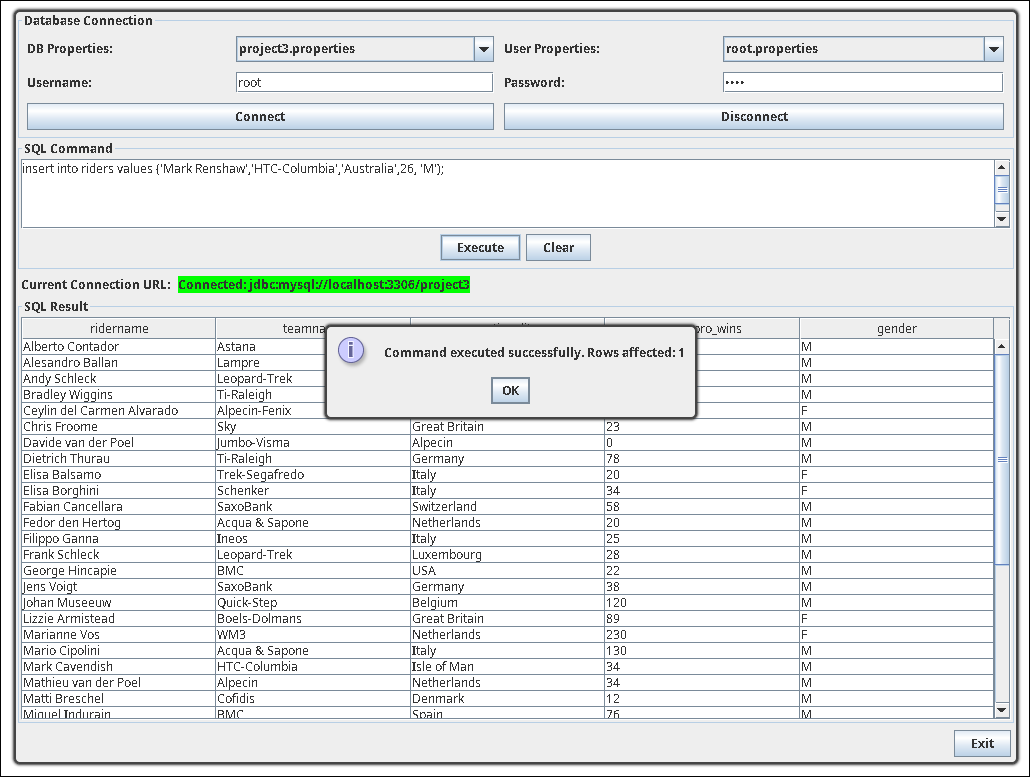 Database Connection
DB Properties: project3.properties User Properties: root.properties
Username: root Password: ••••
Connect Disconnect
SQL Command
insert into riders values ('Mark Renshaw','HTC-Columbia','Australia',26, 'M');
Execute Clear
Current Connection URL: Connected: jdbc:mysql://localhost:3306/project3
SQL Result
ridername teamna pro_wins gender
Alberto Contador Astana M
Alesandro Ballan Lampre M
Andy Schleck Leopard-Trek M
Bradley Wiggins Ti-Raleigh M
Ceylin del Carmen Alvarado Alpecin-Fenix F
Command executed successfully. Rows affected: 1
OK
Chris Froome Sky Great Britain 23 M
Davide van der Poel Jumbo-Visma Alpecin 0 M
Dietrich Thurau Ti-Raleigh Germany 78 M
Elisa Balsamo Trek-Segafredo Italy 20 F
Elisa Borghini Schenker Italy 34 F
Fabian Cancellara SaxoBank Switzerland 58 M
Fedor den Hertog Acqua & Sapone Netherlands 20 M
Filippo Ganna Ineos Italy 25 M
Frank Schleck Leopard-Trek Luxembourg 28 M
George Hincapie BMC USA 22 M
Jens Voigt SaxoBank Germany 38 M
Johan Museeuw Quick-Step Belgium 120 M
Lizzie Armistead Boels-Dolmans Great Britain 89 F
Marianne Vos WM3 Netherlands 230 F
Mario Cipolini Acqua & Sapone Italy 130 M
Mark Cavendish HTC-Columbia Isle of Man 34 M
Mathieu van der Poel Alpecin Netherlands 34 M
Matti Breschel Cofidis Denmark 12 M
Miguel Indurain BMC Spain 76 M
Exit